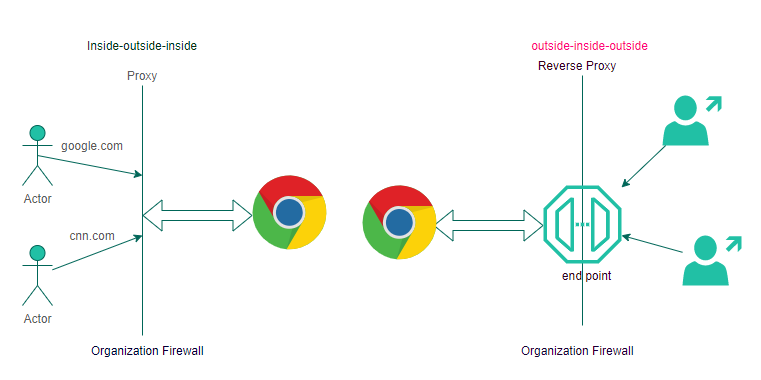 Inside-outside-inside
Proxy
google.com
Actor
cnn.com
Actor
Organization Firewall
outside-inside-outside
Reverse Proxy
end point
Organization Firewall